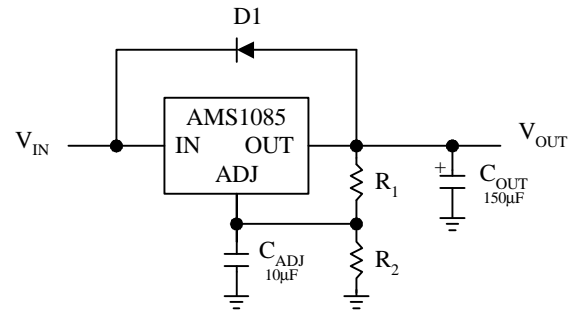 D1
AMS1085
V_IN
IN OUT
V_OUT
ADJ
R_1
+
C_OUT
150µF
C_ADJ
10µF
R_2